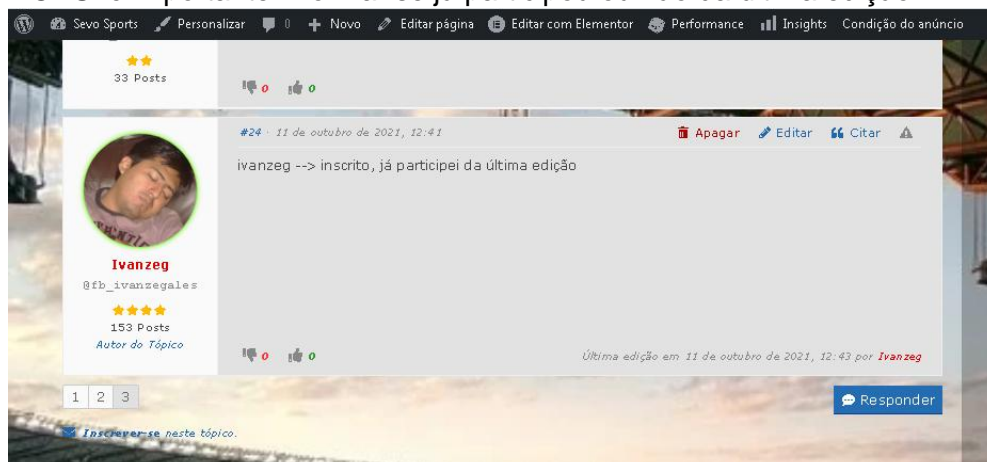 Sevo Sports Personalizar 0 Novo Editar página Editar com Elementor Performance Insights Condição do anúncio
33 Posts
0 0
#24 · 11 de outubro de 2021, 12:41 Apagar Editar Citar
ivanzeg --> inscrito, já participei da última edição
Ivanzeg
@fb_ivanzegales
153 Posts
Autor do Tópico
0 0 Última edição em 11 de outubro de 2021, 12:43 por Ivanzeg
1 2 3
Responder
Inscrever-se neste tópico.